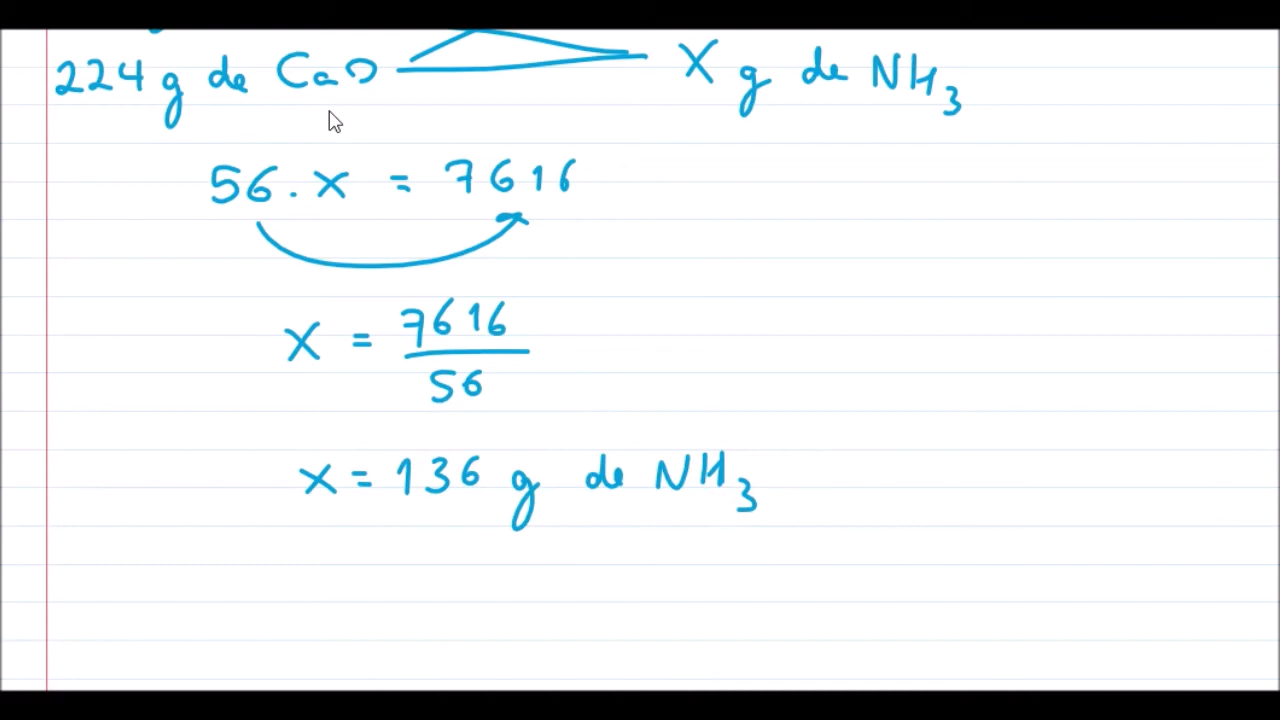 224 g de CaO X g de NH3
56 . x = 7616
x = 7616
56
x = 136 g de NH3